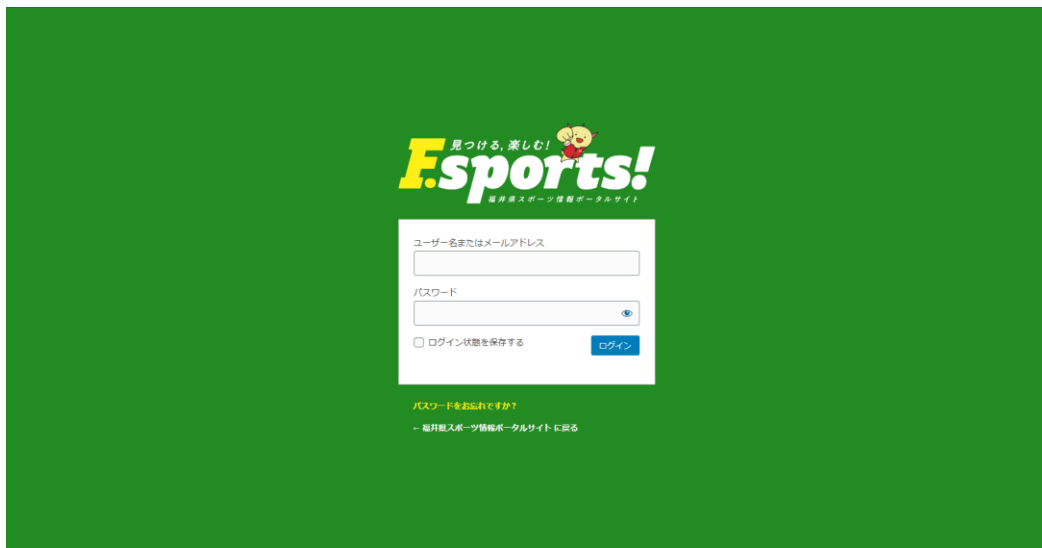 見つける,楽しむ!
F.sports!
福井県スポーツ情報ポータルサイト
ユーザー名またはメールアドレス
パスワード
ログイン状態を保存する
ログイン
パスワードをお忘れですか?
← 福井県スポーツ情報ポータルサイト に戻る